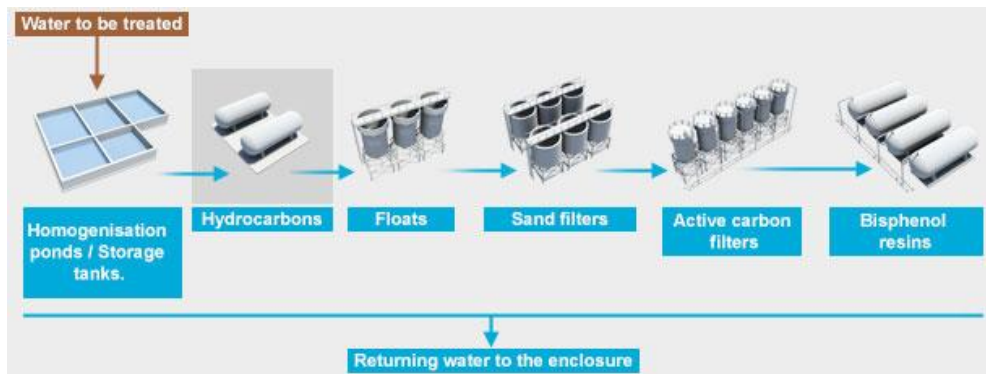 Water to be treated
Hydrocarbons
Floats
Sand filters
Active carbon
filters
Bisphenol
resins
Homogenisation
ponds / Storage
tanks.
Returning water to the enclosure